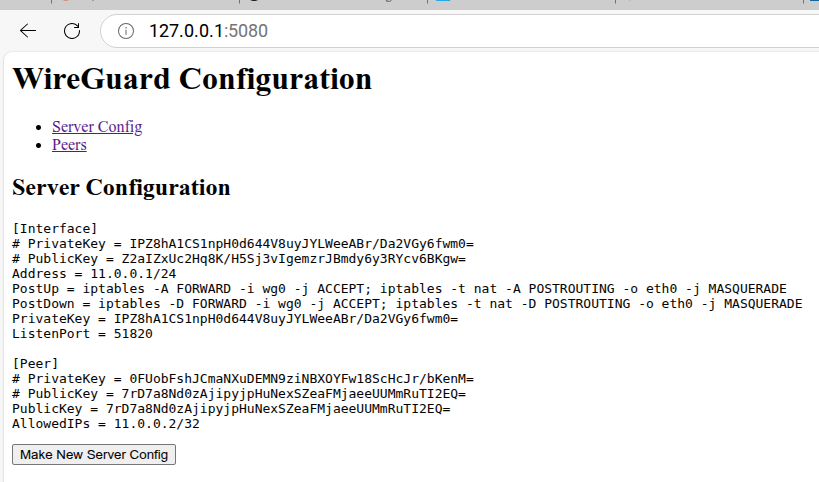 127.0.0.1:5080
WireGuard Configuration
Server Config
Peers
Server Configuration
[Interface]
# PrivateKey = IPZ8hA1CS1npH0d644V8uyJYLWeeABr/Da2VGy6fwm0=
# PublicKey = Z2aIZxUc2Hq8K/H5Sj3vIgemzrJBmdy6y3RYcv6BKgw=
Address = 11.0.0.1/24
PostUp = iptables -A FORWARD -i wg0 -j ACCEPT; iptables -t nat -A POSTROUTING -o eth0 -j MASQUERADE
PostDown = iptables -D FORWARD -i wg0 -j ACCEPT; iptables -t nat -D POSTROUTING -o eth0 -j MASQUERADE
PrivateKey = IPZ8hA1CS1npH0d644V8uyJYLWeeABr/Da2VGy6fwm0=
ListenPort = 51820
[Peer]
# PrivateKey = 0FUobFshJCmaNXuDEMN9ziNBXOYFw18ScHcJr/bKenM=
# PublicKey = 7rD7a8Nd0zAjipyjpHuNexSZeaFMjaeeUUMmRuTI2EQ=
PublicKey = 7rD7a8Nd0zAjipyjpHuNexSZeaFMjaeeUUMmRuTI2EQ=
AllowedIPs = 11.0.0.2/32
Make New Server Config